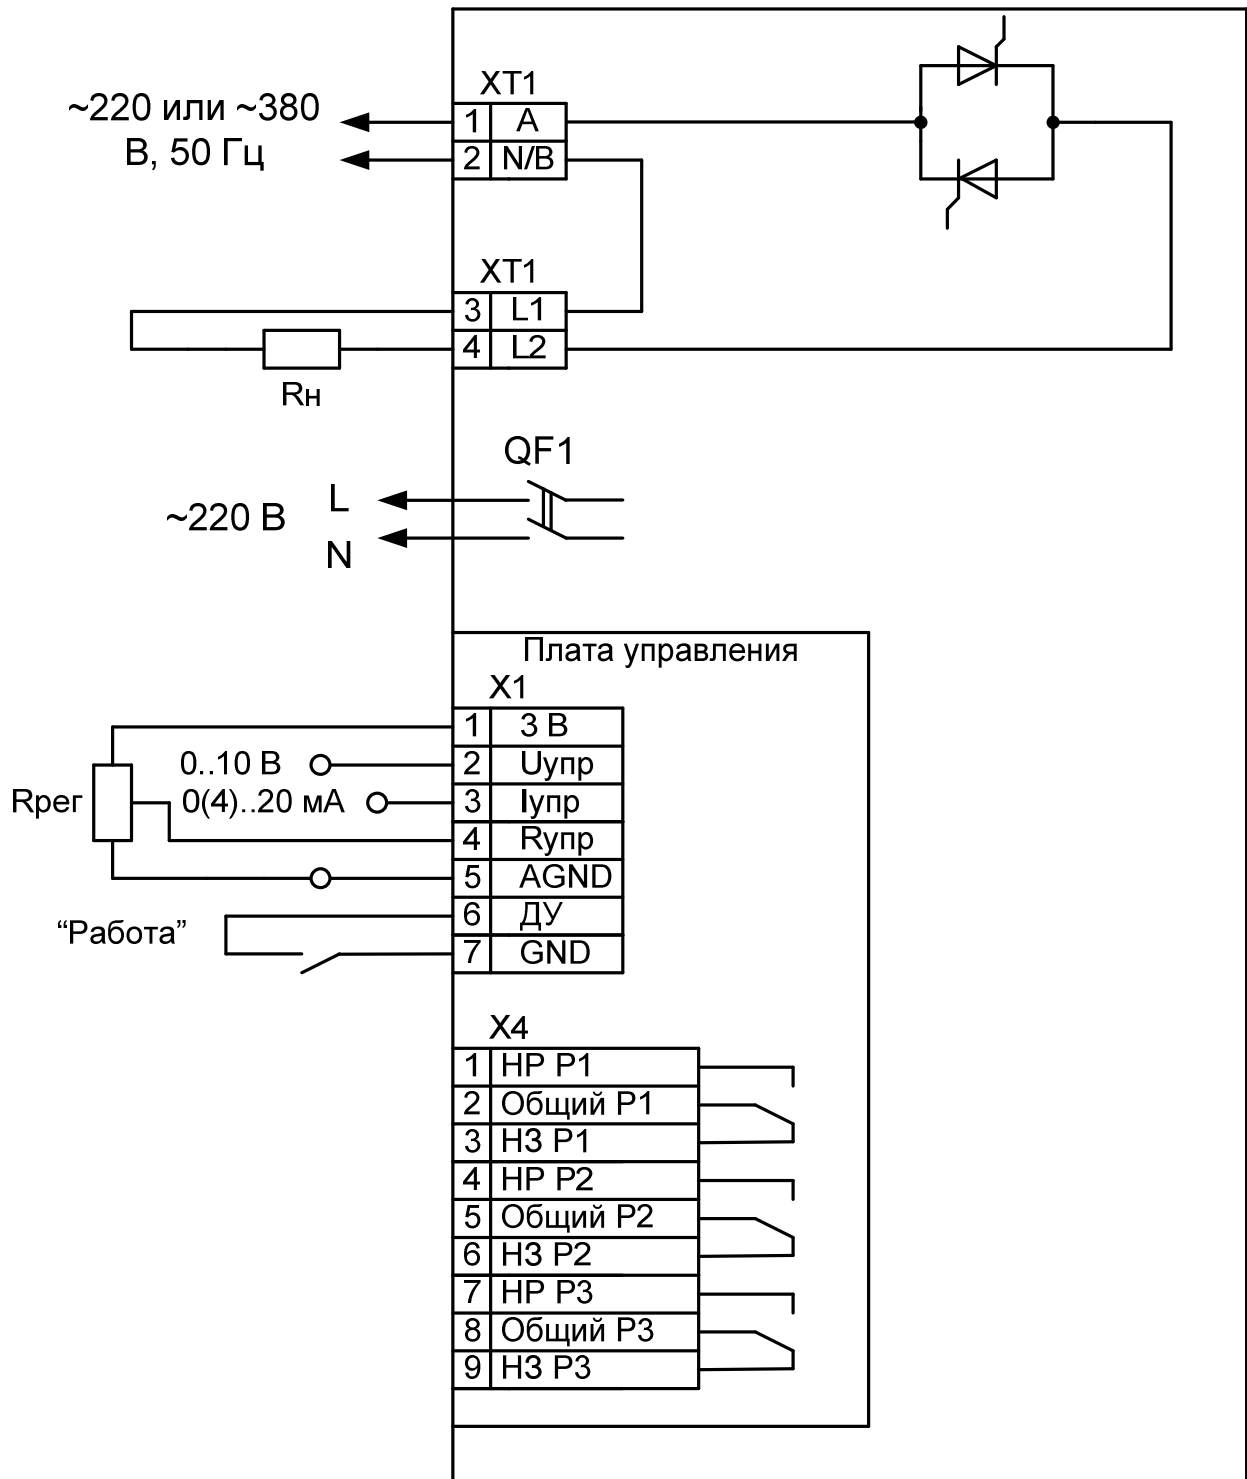 XT1
~220 или ~380
В, 50 Гц
1 A
2 N/B
XT1
3 L1
4 L2
Rн
QF1
~220 В
L
N
Плата управления
X1
1 3 В
0..10 В 2 Uупр
Rрег 0(4)..20 мА 3 Iупр
4 Rупр
5 AGND
“Работа” 6 ДУ
7 GND
X4
1 НР Р1
2 Общий Р1
3 НЗ Р1
4 НР Р2
5 Общий Р2
6 НЗ Р2
7 НР Р3
8 Общий Р3
9 НЗ Р3